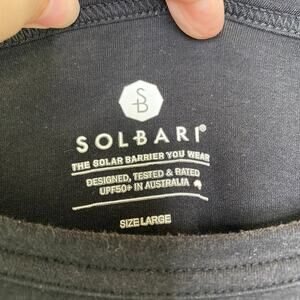 SB
SOLBARI®
THE SOLAR BARRIER YOU WEAR
DESIGNED, TESTED & RATED
UPF50+ IN AUSTRALIA
SIZE LARGE